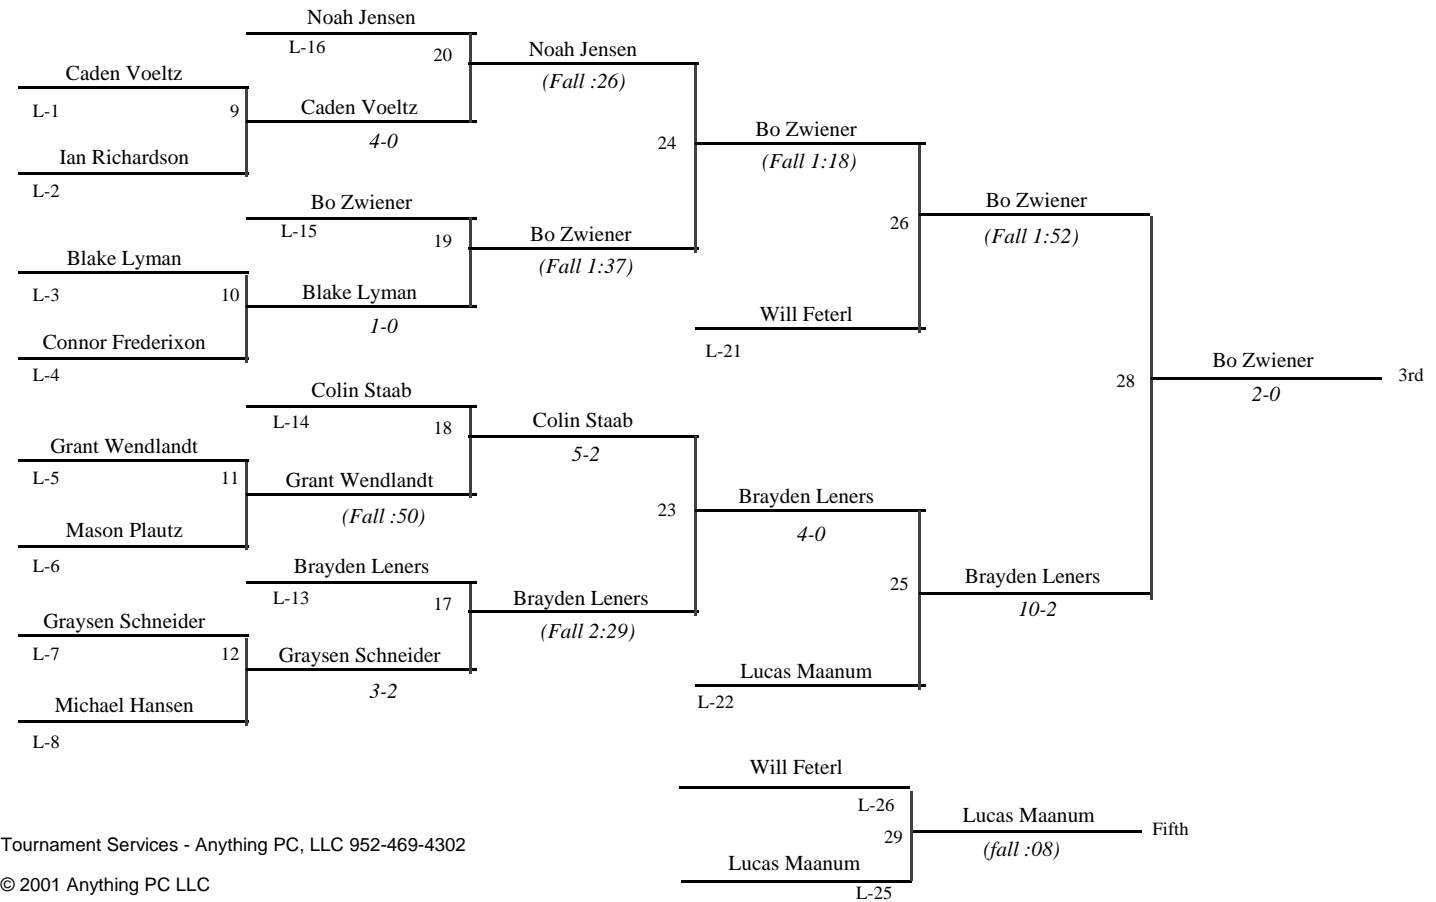 Noah Jensen
L-16
20
Noah Jensen
(Fall :26)
Caden Voeltz
L-1
9
Caden Voeltz
4-0
24
Bo Zwiener
(Fall 1:18)
Ian Richardson
L-2
Bo Zwiener
L-15
19
Bo Zwiener
(Fall 1:37)
26
Bo Zwiener
(Fall 1:52)
Blake Lyman
L-3
10
Blake Lyman
1-0
Will Feterl
L-21
Connor Frederixon
L-4
28
Bo Zwiener
2-0
3rd
Colin Staab
L-14
18
Colin Staab
5-2
Grant Wendlandt
L-5
11
Grant Wendlandt
(Fall :50)
23
Brayden Leners
4-0
Mason Plautz
L-6
Brayden Leners
L-13
17
Brayden Leners
(Fall 2:29)
25
Brayden Leners
10-2
Graysen Schneider
L-7
12
Graysen Schneider
3-2
Lucas Maanum
L-22
Michael Hansen
L-8
Will Feterl
L-26
29
Lucas Maanum
(fall :08)
Fifth
Lucas Maanum
L-25
Tournament Services - Anything PC, LLC 952-469-4302
© 2001 Anything PC LLC